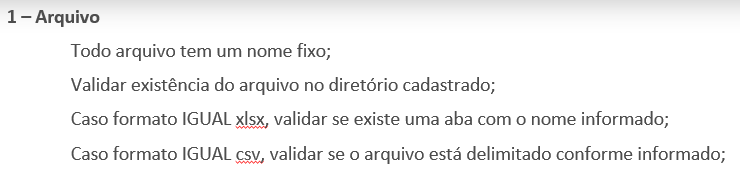 1 – Arquivo
Todo arquivo tem um nome fixo;
Validar existência do arquivo no diretório cadastrado;
Caso formato IGUAL xlsx, validar se existe uma aba com o nome informado;
Caso formato IGUAL csv, validar se o arquivo está delimitado conforme informado;